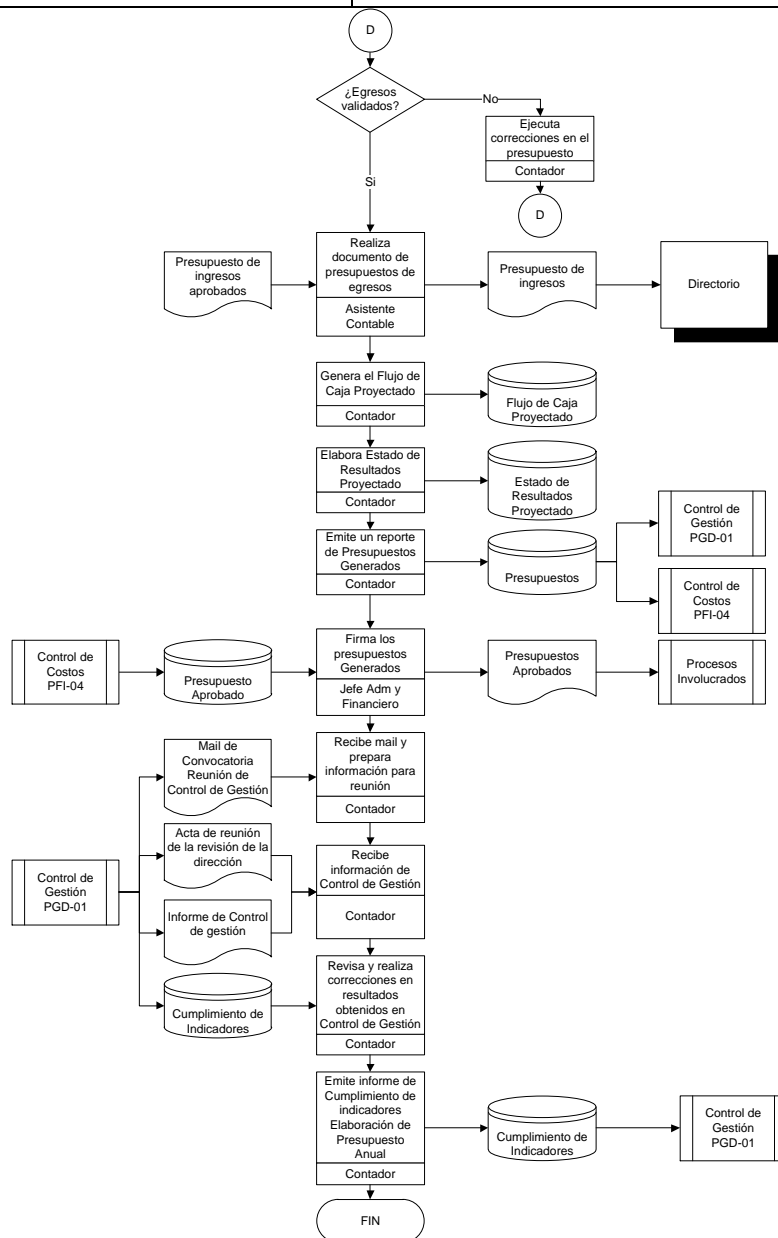 D
¿Egresos
validados?
No
Ejecuta
correcciones en el
presupuesto
Contador
D
Si
Presupuesto de
ingresos
aprobados
Realiza
documento de
presupuestos de
egresos
Asistente
Contable
Presupuesto de
ingresos
Directorio
Genera el Flujo de
Caja Proyectado
Contador
Flujo de Caja
Proyectado
Elabora Estado de
Resultados
Proyectado
Contador
Estado de
Resultados
Proyectado
Emite un reporte
de Presupuestos
Generados
Contador
Presupuestos
Control de
Gestión
PGD-01
Control de
Costos
PFI-04
Control de
Costos
PFI-04
Presupuesto
Aprobado
Firma los
presupuestos
Generados
Jefe Adm y
Financiero
Presupuestos
Aprobados
Procesos
Involucrados
Mail de
Convocatoria
Reunión de
Control de Gestión
Recibe mail y
prepara
información para
reunión
Contador
Control de
Gestión
PGD-01
Acta de reunión
de la revisión de la
dirección
Informe de Control
de gestión
Recibe
información de
Control de Gestión
Contador
Cumplimiento de
Indicadores
Revisa y realiza
correcciones en
resultados
obtenidos en
Control de Gestión
Contador
Emite informe de
Cumplimiento de
indicadores
Elaboración de
Presupuesto
Anual
Contador
Cumplimiento de
Indicadores
Control de
Gestión
PGD-01
FIN